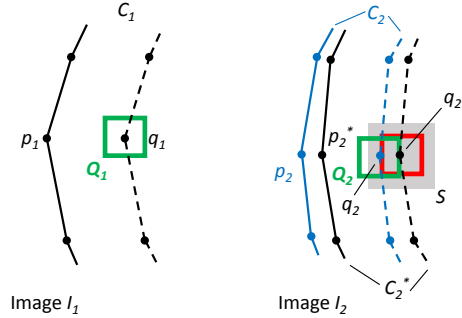 C₁
p₁
q₁
Q₁
Image I₁
C₂
q₂
p₂*
p₂
Q₂
q₂
S
C₂*
Image I₂